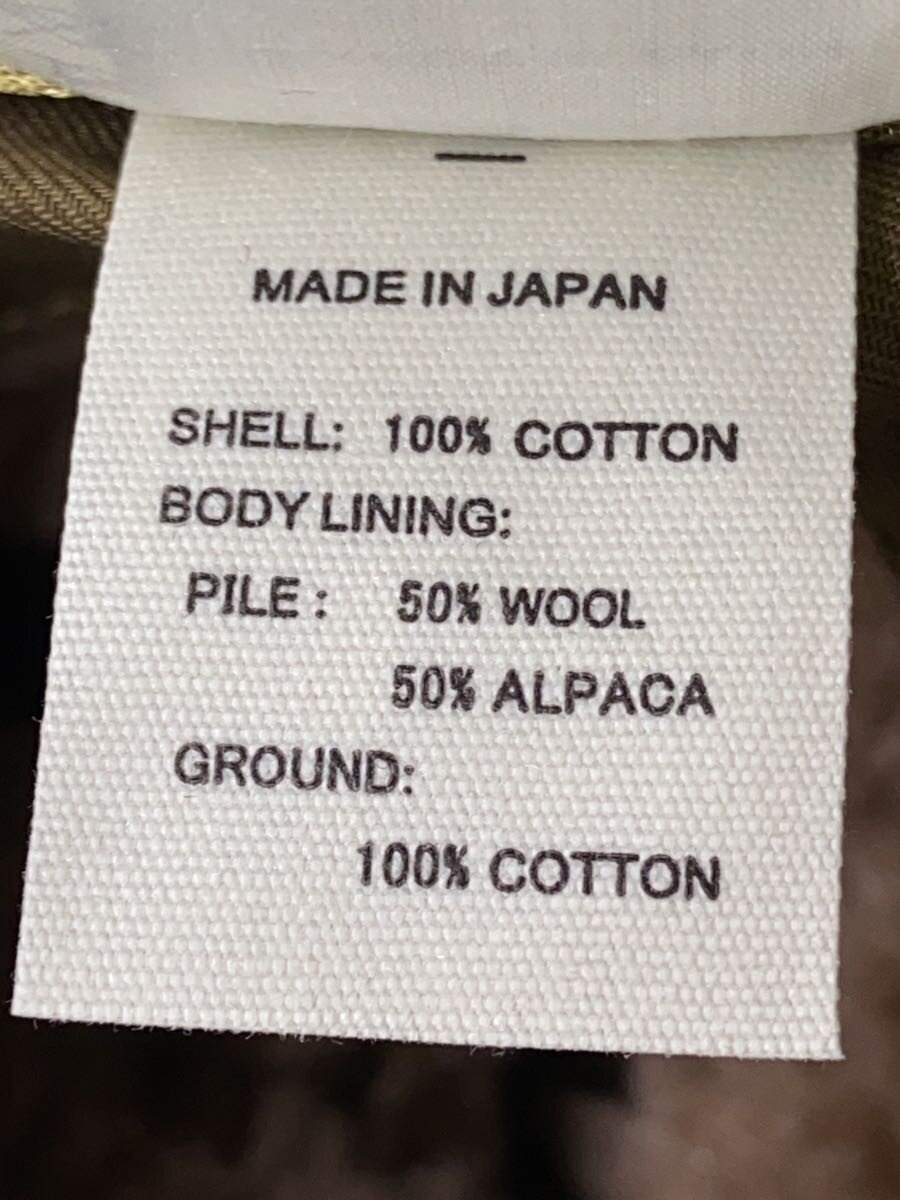 MADE IN JAPAN
SHELL: 100% COTTON
BODY LINING:
PILE: 50% WOOL
50% ALPACA
GROUND:
100% COTTON